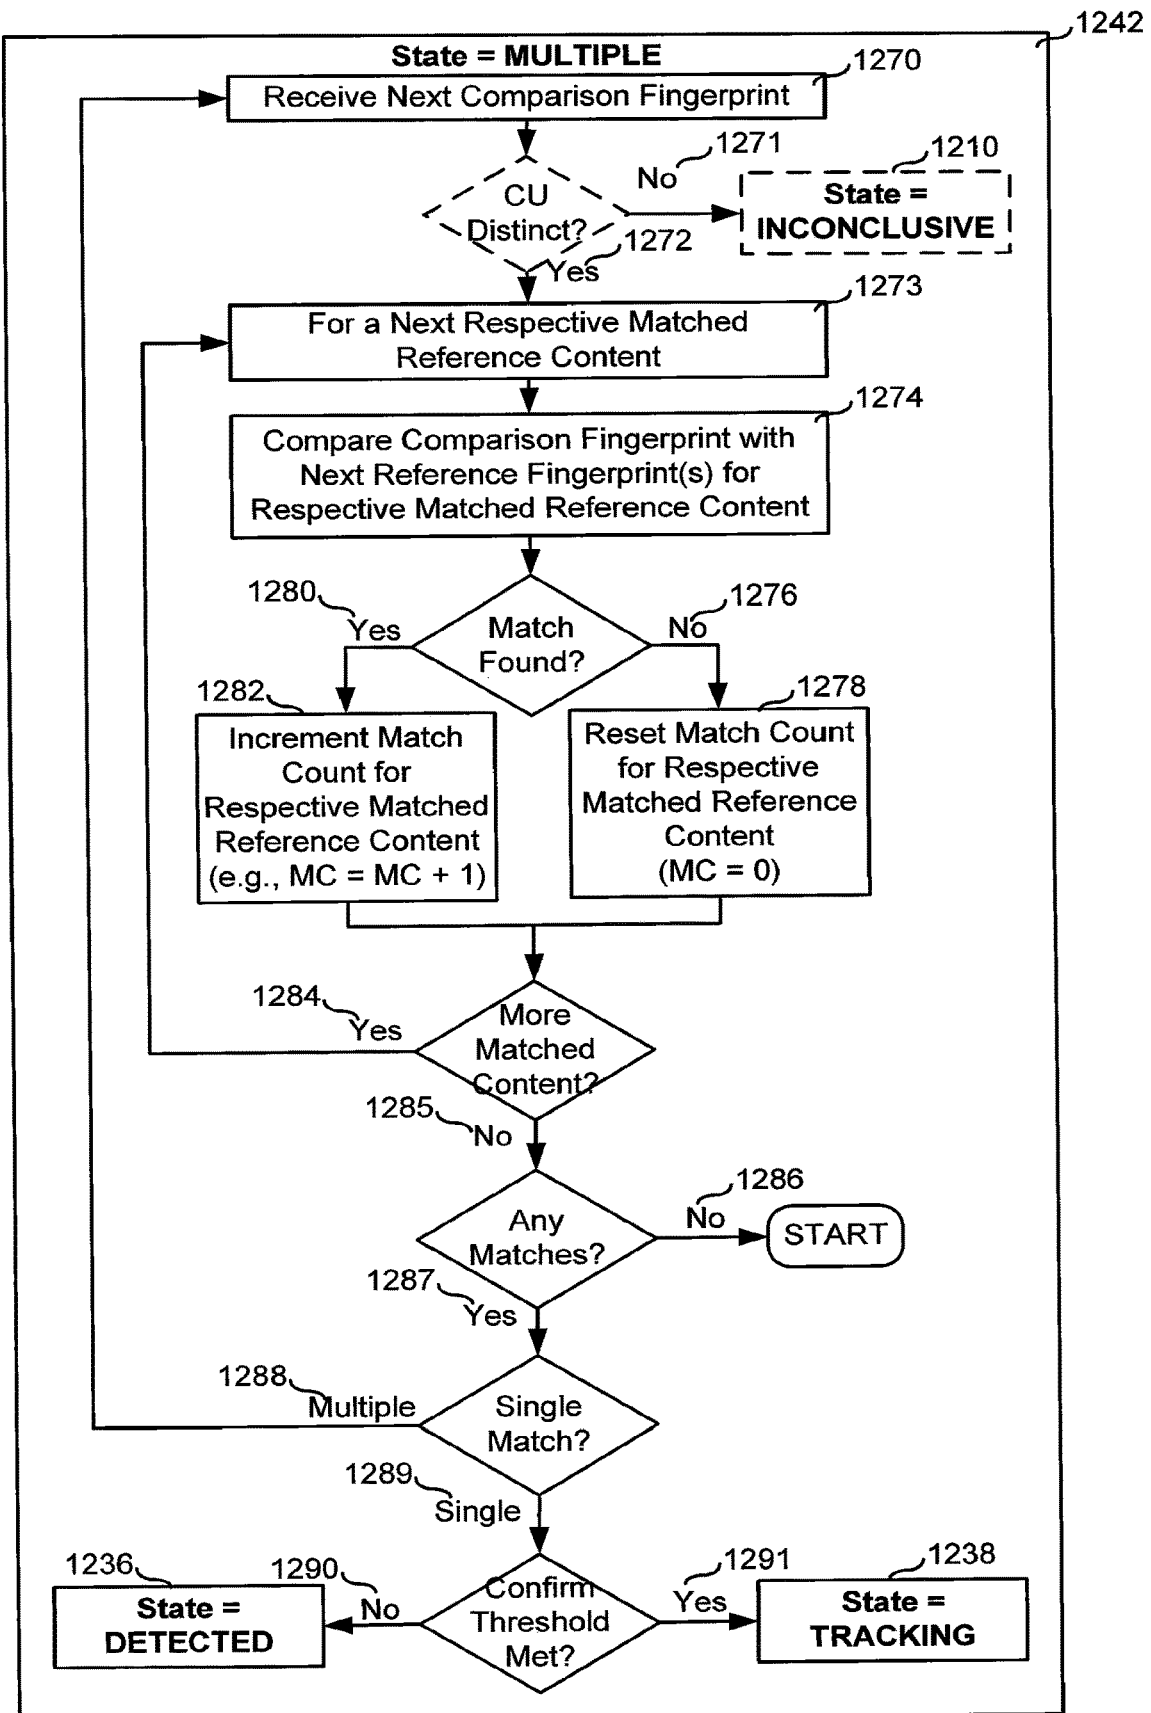 1242
State = MULTIPLE
1270
Receive Next Comparison Fingerprint
1271
No
1210
State =
INCONCLUSIVE
CU
Distinct?
1272
Yes
1273
For a Next Respective Matched
Reference Content
1274
Compare Comparison Fingerprint with
Next Reference Fingerprint(s) for
Respective Matched Reference Content
1280
Yes
Match
Found?
1276
No
1282
Increment Match
Count for
Respective Matched
Reference Content
(e.g., MC = MC + 1)
1278
Reset Match Count
for Respective
Matched Reference
Content
(MC = 0)
1284
Yes
More
Matched
Content?
1285
No
Any
Matches?
1286
No
START
1287
Yes
1288
Multiple
Single
Match?
1289
Single
1236
State =
DETECTED
1290
No
Confirm
Threshold
Met?
1291
Yes
1238
State =
TRACKING